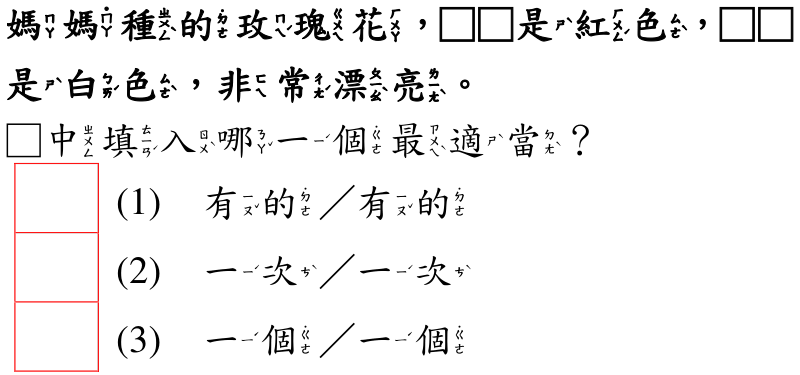 媽媽種的玫瑰花，□□是紅色，□□
是白色，非常漂亮。
□中填入哪一個最適當？
(1) 有的／有的
(2) 一次／一次
(3) 一個／一個